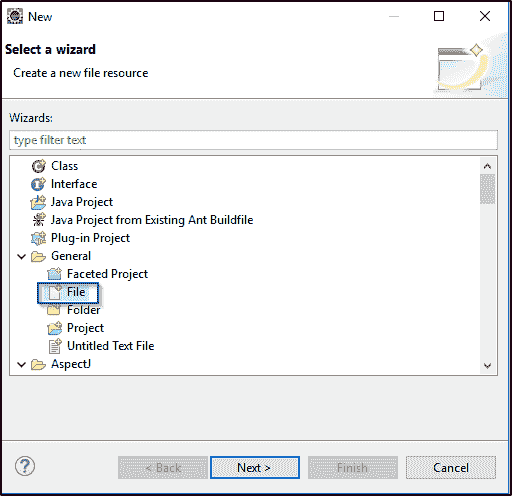 New
Select a wizard
Create a new file resource
Wizards:
type filter text
Class
Interface
Java Project
Java Project from Existing Ant Buildfile
Plug-in Project
General
Faceted Project
File
Folder
Project
Untitled Text File
AspectJ
? < Back Next > Finish Cancel